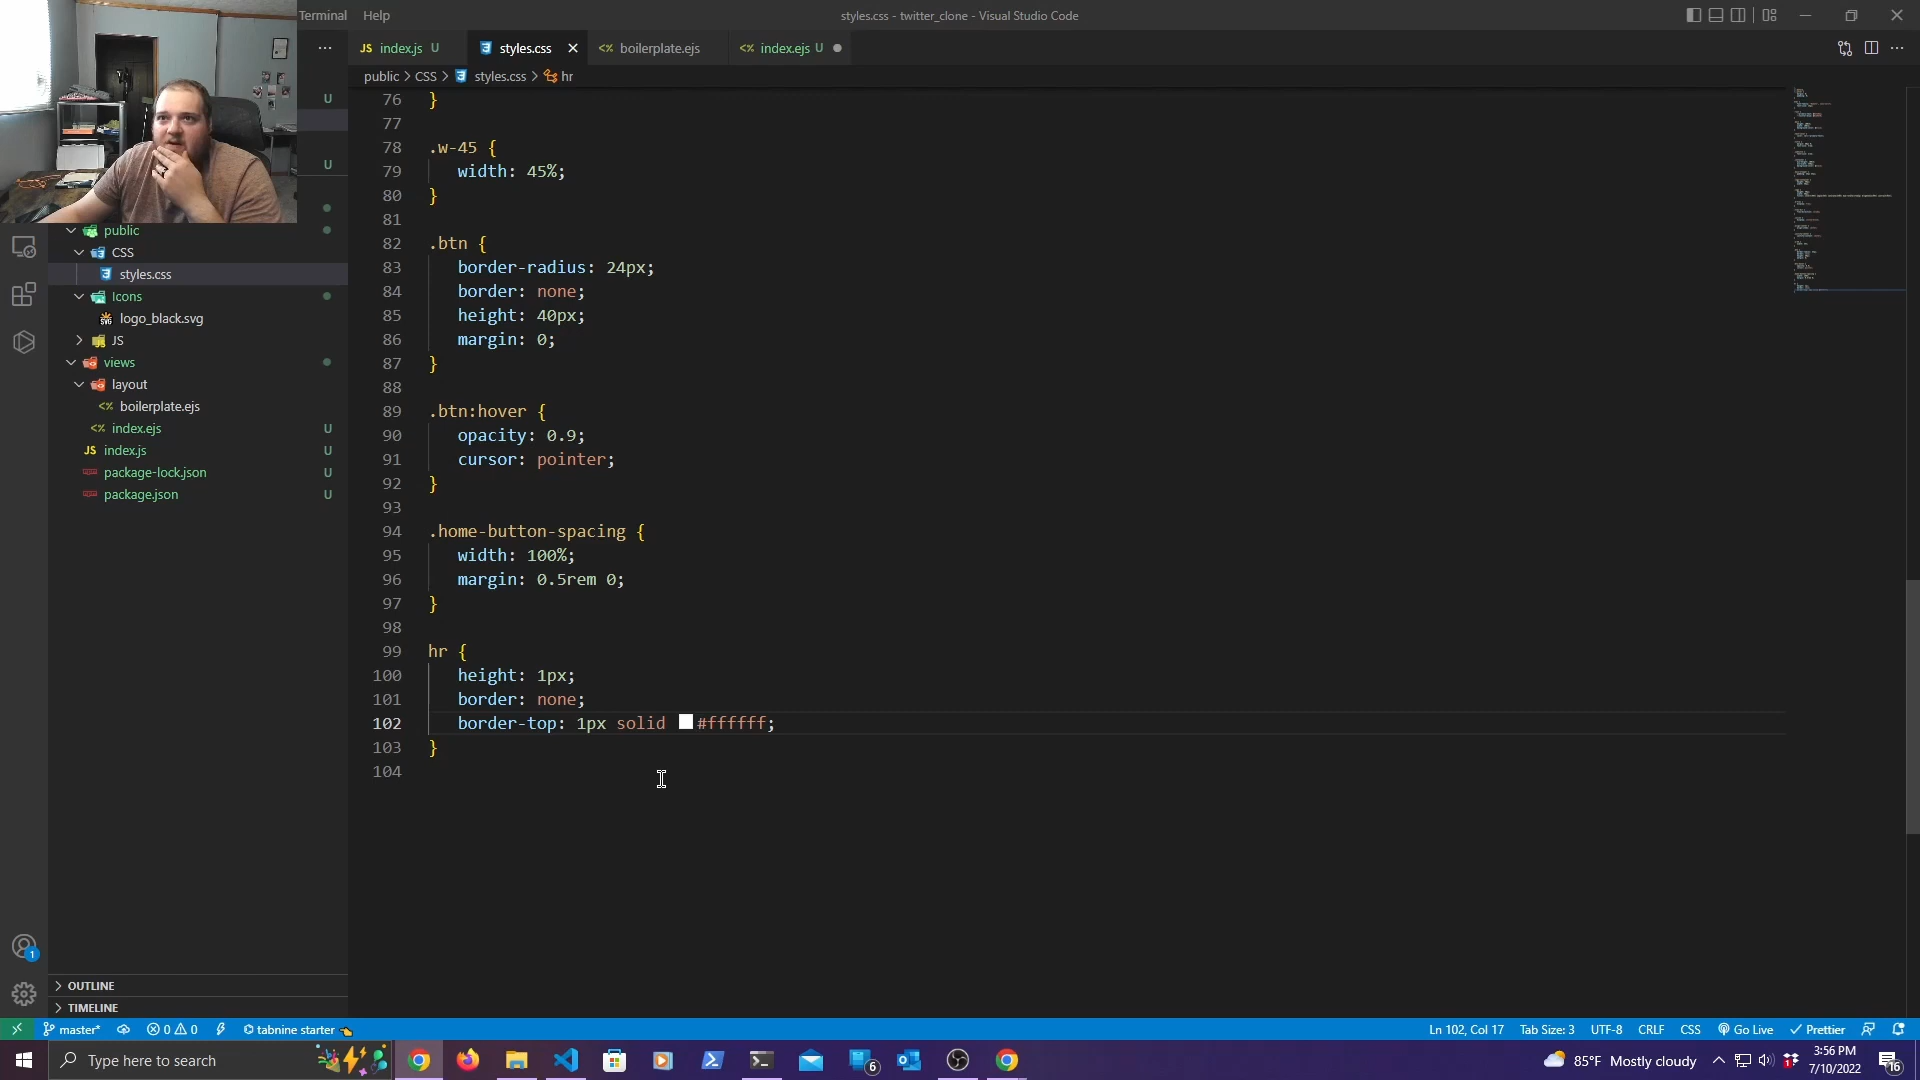 Terminal Help
styles.css - twitter_clone - Visual Studio Code
JS index.js U
styles.css
<> boilerplate.ejs
<> index.ejs U
public > CSS > styles.css > hr
U
U
public
CSS
styles.css
Icons
logo_black.svg
JS
views
layout
<> boilerplate.ejs
<> index.ejs U
JS index.js U
package-lock.json U
package.json U
OUTLINE
TIMELINE
76 }
77
78 .w-45 {
79 width: 45%;
80 }
81
82 .btn {
83 border-radius: 24px;
84 border: none;
85 height: 40px;
86 margin: 0;
87 }
88
89 .btn:hover {
90 opacity: 0.9;
91 cursor: pointer;
92 }
93
94 .home-button-spacing {
95 width: 100%;
96 margin: 0.5rem 0;
97 }
98
99 hr {
100 height: 1px;
101 border: none;
102 border-top: 1px solid #ffffff;
103 }
104
1
master* 0 0 tabnine starter
Ln 102, Col 17 Tab Size: 3 UTF-8 CRLF CSS Go Live Prettier
Type here to search
6
85°F Mostly cloudy
1
3:56 PM
7/10/2022
16